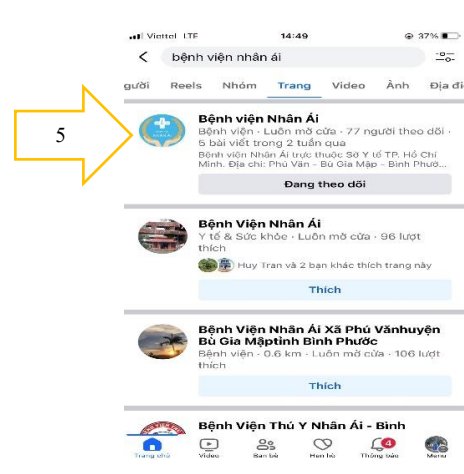 Viettel LTE 14:49 37%
bệnh viện nhân ái
gười Reels Nhóm Trang Video Ảnh Địa đi
5
Bệnh viện Nhân Ái
Bệnh viện · Luôn mở cửa · 77 người theo dõi ·
5 bài viết trong 2 tuần qua
Bệnh viện Nhân Ái trực thuộc Sở Y tế TP. Hồ Chí
Minh. Địa chỉ: Phú Văn - Bù Gia Mập - Bình Phướ...
Đang theo dõi
Bệnh Viện Nhân Ái
Y tế & Sức khỏe · Luôn mở cửa · 96 lượt
thích
Huy Tran và 2 bạn khác thích trang này
Thích
Bệnh Viện Nhân Ái Xã Phú Vănhuyện
Bù Gia Mậptỉnh Bình Phước
Bệnh viện · 0.6 km · Luôn mở cửa · 106 lượt
thích
Thích
Bệnh Viện Thú Y Nhân Ái - Bình
4
Trang chủ Video Bạn bè Hẹn hò Thông báo Menu